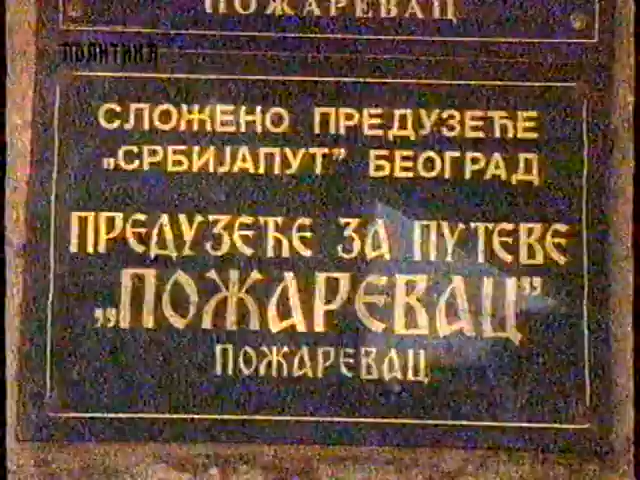 ПОЖАРЕВАЦ
ПОЛИТИКА
СЛОЖЕНО ПРЕДУЗЕЋЕ
„СРБИЈАПУТ” БЕОГРАД
ПРЕДУЗЕЋЕ ЗА ПУТЕВЕ
„ПОЖАРЕВАЦ”
ПОЖАРЕВАЦ